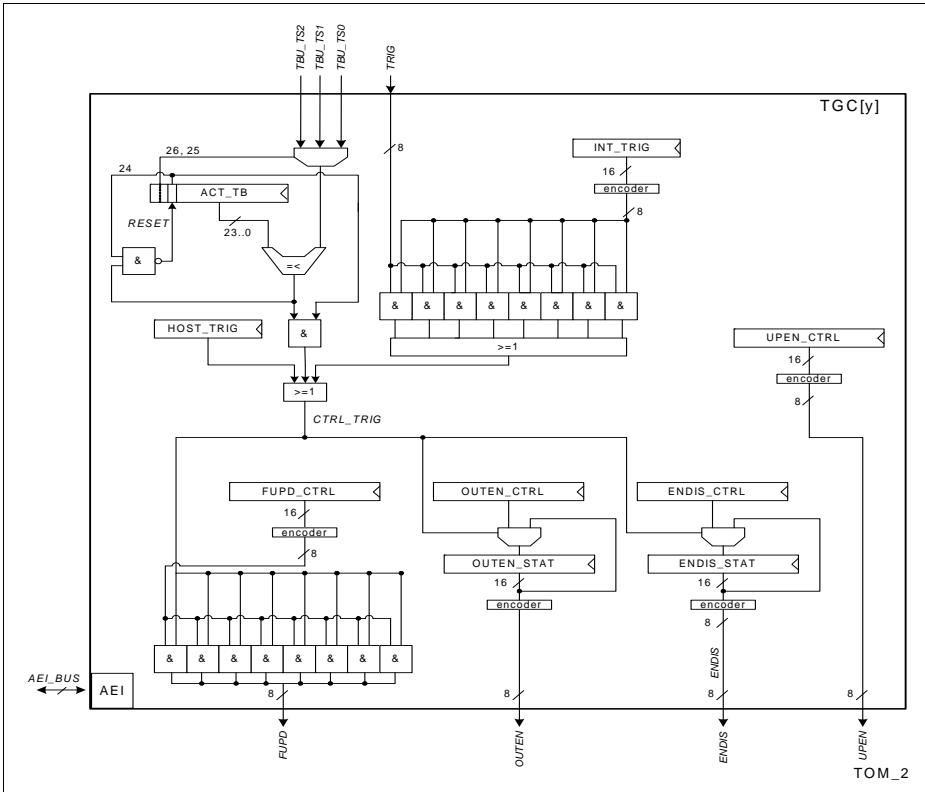 TBU_TS2
TBU_TS1
TBU_TS0
TRIG
TGC[y]
26, 25
8
INT_TRIG
24
16
ACT_TB
encoder
RESET
23..0
8
&
=<
& & & & & & & &
HOST_TRIG
&
>=1
UPEN_CTRL
16
>=1
encoder
CTRL_TRIG
8
FUPD_CTRL
OUTEN_CTRL
ENDIS_CTRL
16
encoder
8
OUTEN_STAT
ENDIS_STAT
16
16
encoder
encoder
8
& & & & & & & &
ENDIS
AEI_BUS
AEI
8
8
8
8
FUPD
OUTEN
ENDIS
UPEN
TOM_2